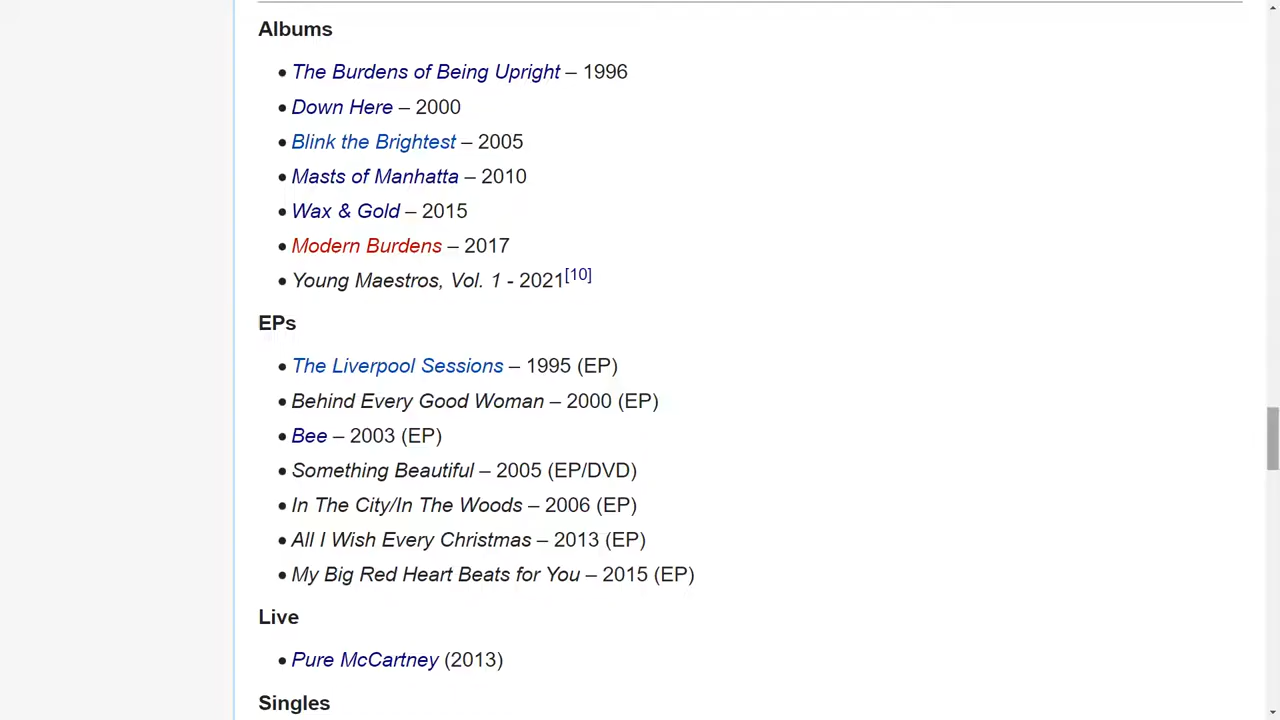 Albums
• The Burdens of Being Upright – 1996
• Down Here – 2000
• Blink the Brightest – 2005
• Masts of Manhatta – 2010
• Wax & Gold – 2015
• Modern Burdens – 2017
• Young Maestros, Vol. 1 - 2021[10]
EPs
• The Liverpool Sessions – 1995 (EP)
• Behind Every Good Woman – 2000 (EP)
• Bee – 2003 (EP)
• Something Beautiful – 2005 (EP/DVD)
• In The City/In The Woods – 2006 (EP)
• All I Wish Every Christmas – 2013 (EP)
• My Big Red Heart Beats for You – 2015 (EP)
Live
• Pure McCartney (2013)
Singles